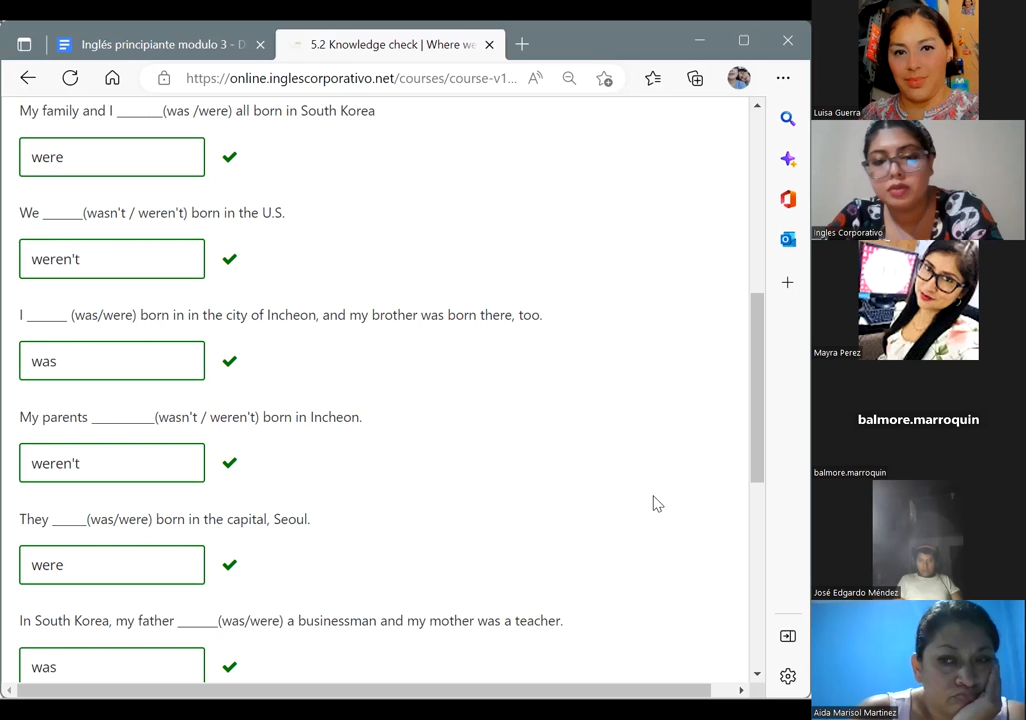 Inglés principiante modulo 3 - D
5.2 Knowledge check | Where we
https://online.inglescorporativo.net/courses/course-v1...
My family and I _______(was /were) all born in South Korea
were
We ______(wasn't / weren't) born in the U.S.
weren't
I ______ (was/were) born in in the city of Incheon, and my brother was born there, too.
was
My parents __________(wasn't / weren't) born in Incheon.
weren't
They _____(was/were) born in the capital, Seoul.
were
In South Korea, my father ______(was/were) a businessman and my mother was a teacher.
was
Luisa Guerra
Ingles Corporativo
Mayra Perez
balmore.marroquin
balmore.marroquin
José Edgardo Méndez
Aida Marisol Martinez